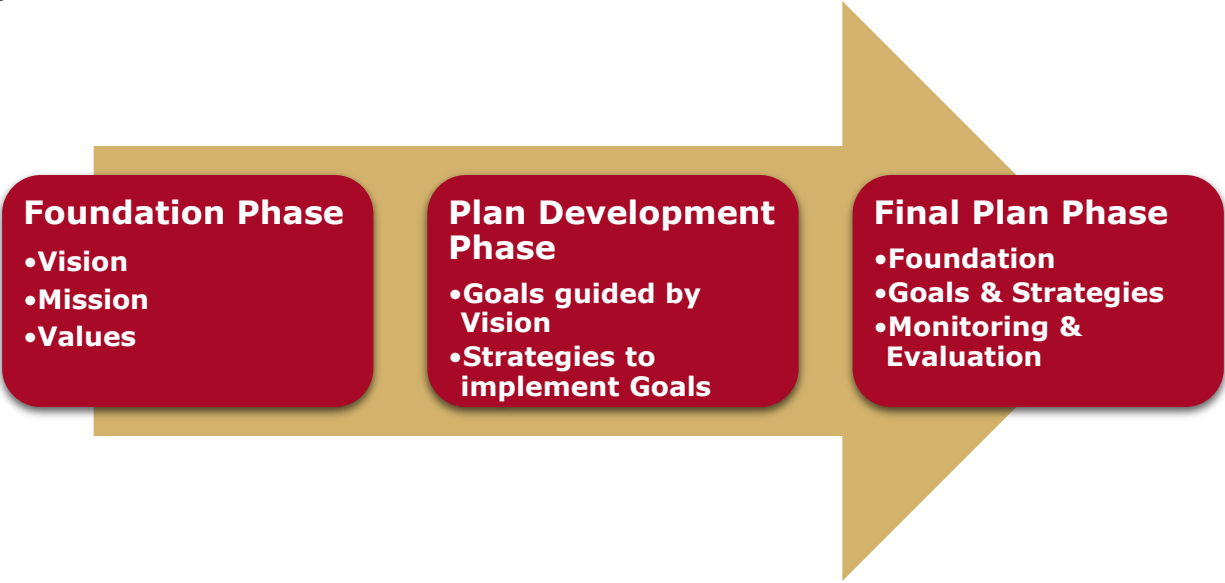 Foundation Phase
•Vision
•Mission
•Values
Plan Development
Phase
•Goals guided by
Vision
•Strategies to
implement Goals
Final Plan Phase
•Foundation
•Goals & Strategies
•Monitoring &
Evaluation